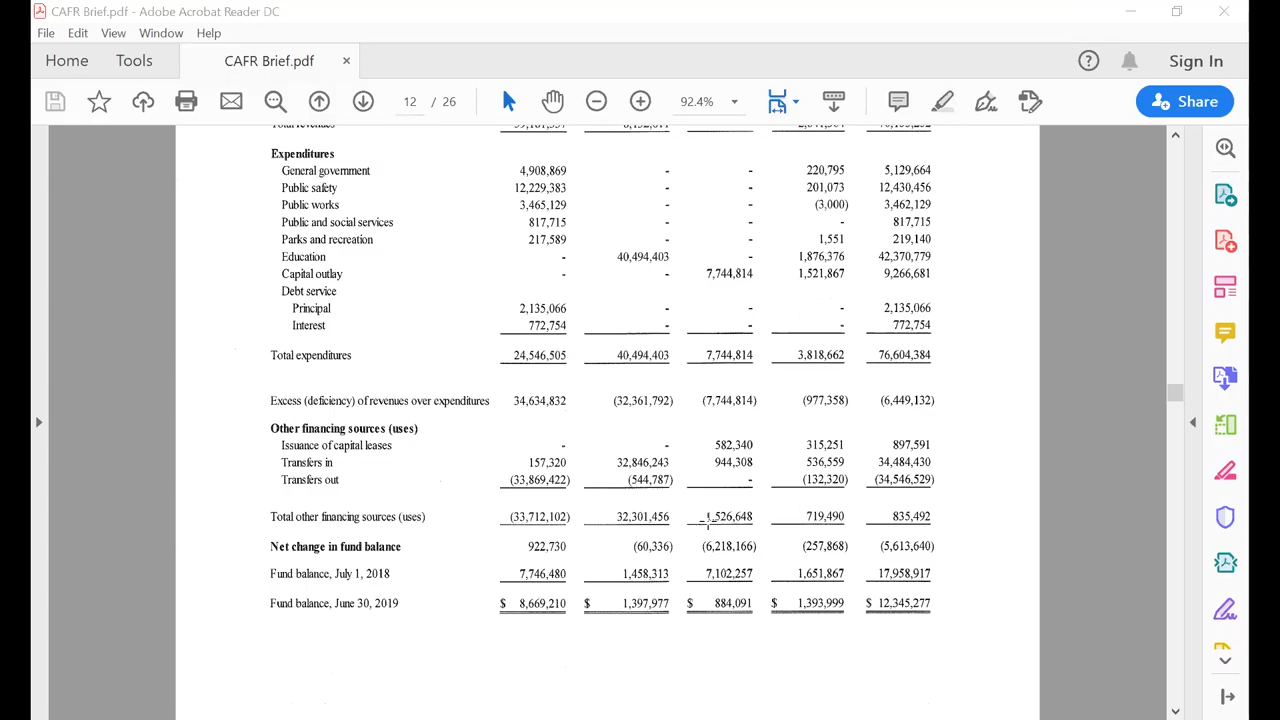 CAFR Brief.pdf - Adobe Acrobat Reader DC
File Edit View Window Help
Home Tools CAFR Brief.pdf × Sign In
12 / 26 92.4% Share
Expenditures
General government 4,908,869 - - 220,795 5,129,664
Public safety 12,229,383 - - 201,073 12,430,456
Public works 3,465,129 - - (3,000) 3,462,129
Public and social services 817,715 - - - 817,715
Parks and recreation 217,589 - - 1,551 219,140
Education - 40,494,403 - 1,876,376 42,370,779
Capital outlay - - 7,744,814 1,521,867 9,266,681
Debt service
Principal 2,135,066 - - - 2,135,066
Interest 772,754 - - - 772,754
Total expenditures 24,546,505 40,494,403 7,744,814 3,818,662 76,604,384
Excess (deficiency) of revenues over expenditures 34,634,832 (32,361,792) (7,744,814) (977,358) (6,449,132)
Other financing sources (uses)
Issuance of capital leases - - 582,340 315,251 897,591
Transfers in 157,320 32,846,243 944,308 536,559 34,484,430
Transfers out (33,869,422) (544,787) - (132,320) (34,546,529)
Total other financing sources (uses) (33,712,102) 32,301,456 1,526,648 719,490 835,492
Net change in fund balance 922,730 (60,336) (6,218,166) (257,868) (5,613,640)
Fund balance, July 1, 2018 7,746,480 1,458,313 7,102,257 1,651,867 17,958,917
Fund balance, June 30, 2019 $ 8,669,210 $ 1,397,977 $ 884,091 $ 1,393,999 $ 12,345,277